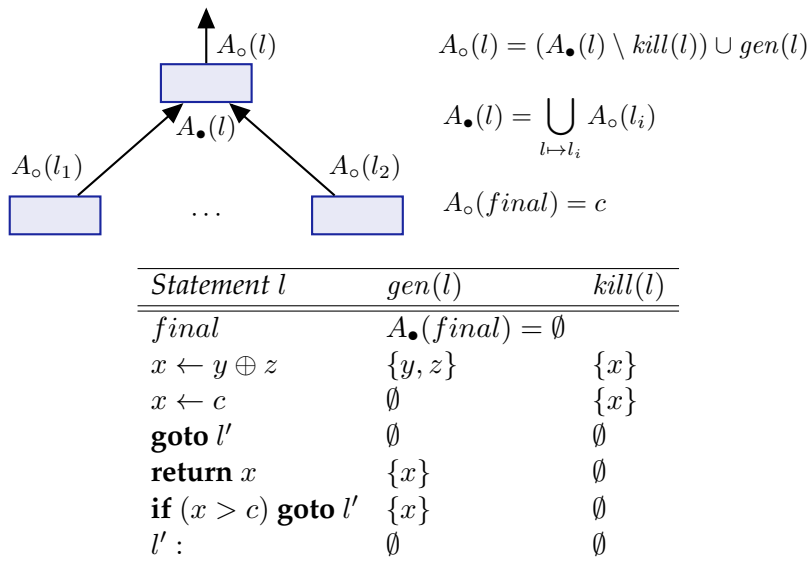 A∘(l)
A∘(l) = (A•(l) \ kill(l)) ∪ gen(l)
A•(l)
A•(l) = ⋃ A∘(lᵢ)
l↦lᵢ
A∘(l₁)
A∘(l₂)
A∘(final) = c
...
Statement l gen(l) kill(l)
final A•(final) = ∅
x ← y ⊕ z {y, z} {x}
x ← c ∅ {x}
goto l′ ∅ ∅
return x {x} ∅
if (x > c) goto l′ {x} ∅
l′ : ∅ ∅